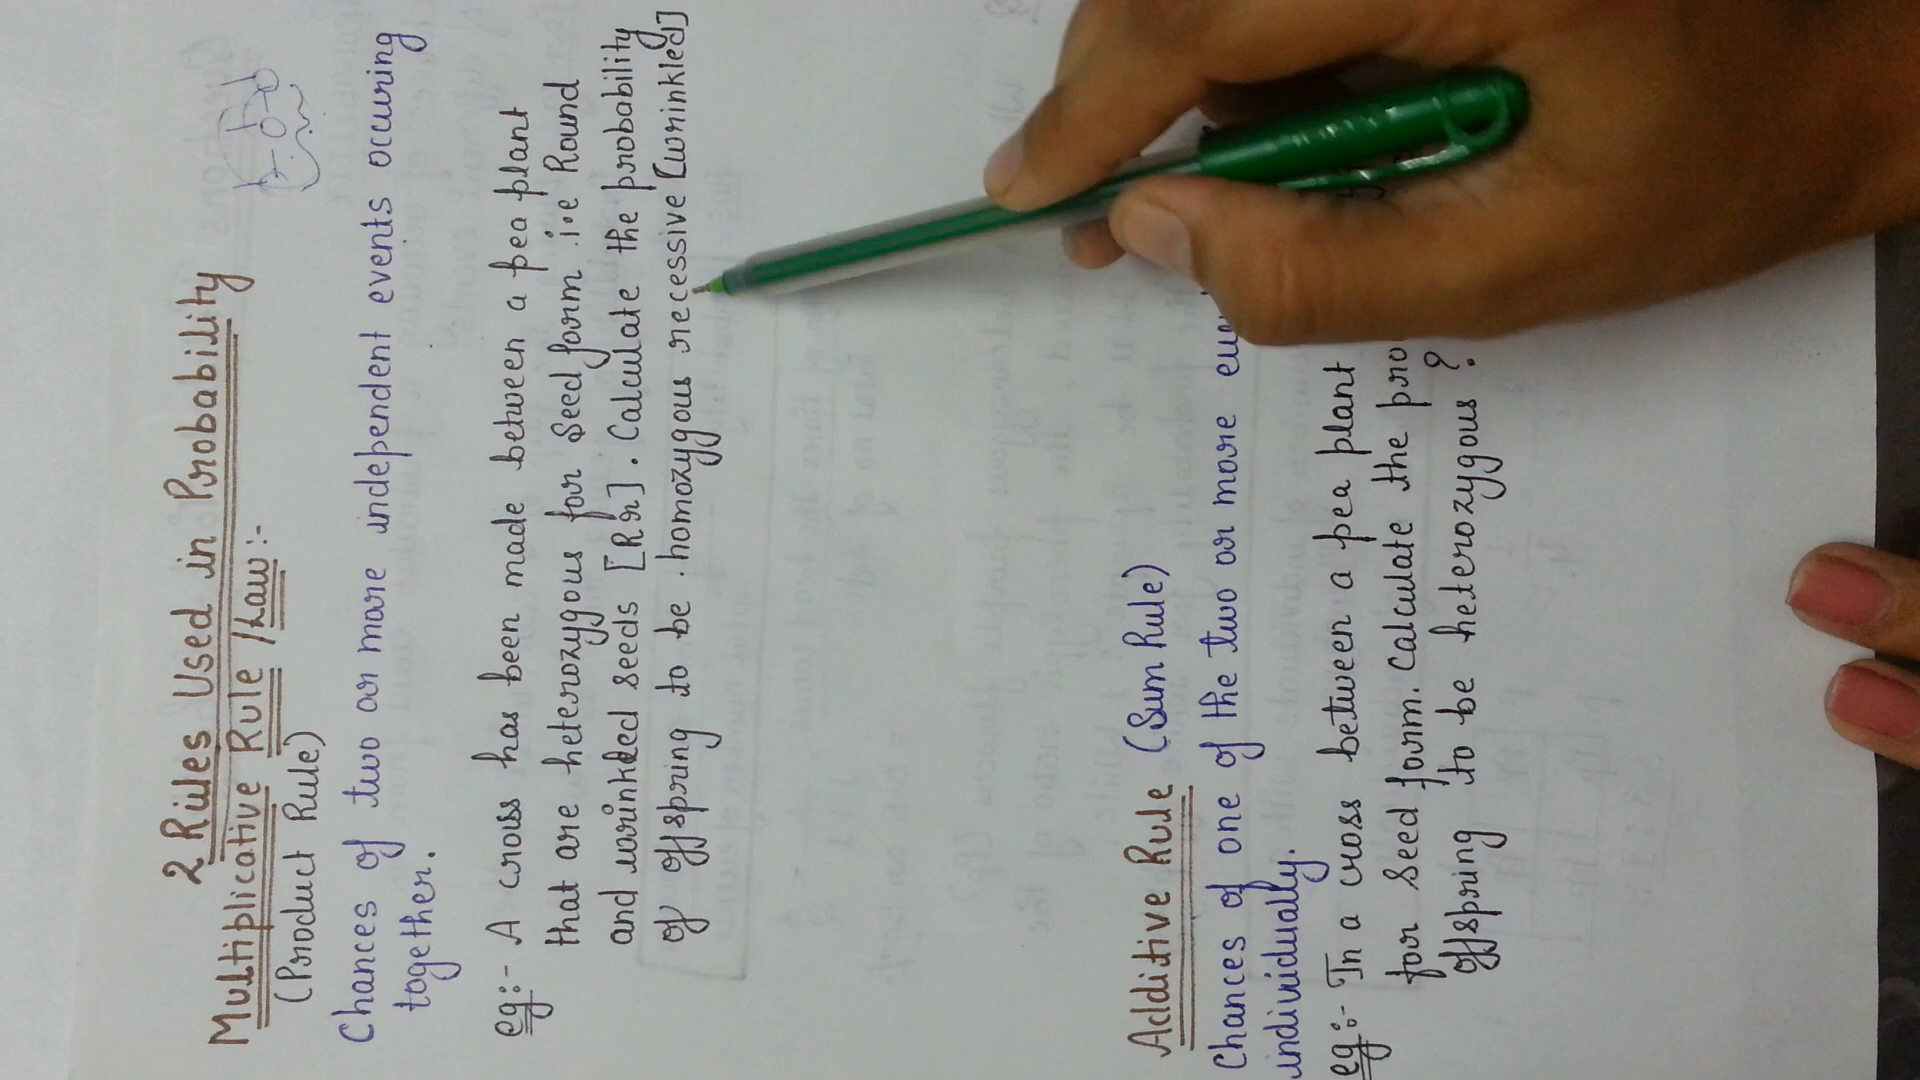 2 Rules Used in Probability
Multiplicative Rule / Law :-
(Product Rule)
Chances of two or more independent events occuring
together.
eg:- A cross has been made between a pea plant
that are heterozygous for Seed form i.e Round
and wrinkled seeds [Rr]. Calculate the probability
of offspring to be homozygous recessive [wrinkled]
Additive Rule (Sum Rule)
Chances of one of the two or more
individually.
eg:- In a cross between a pea plant
for Seed form. Calculate the
offspring to be heterozygous ?